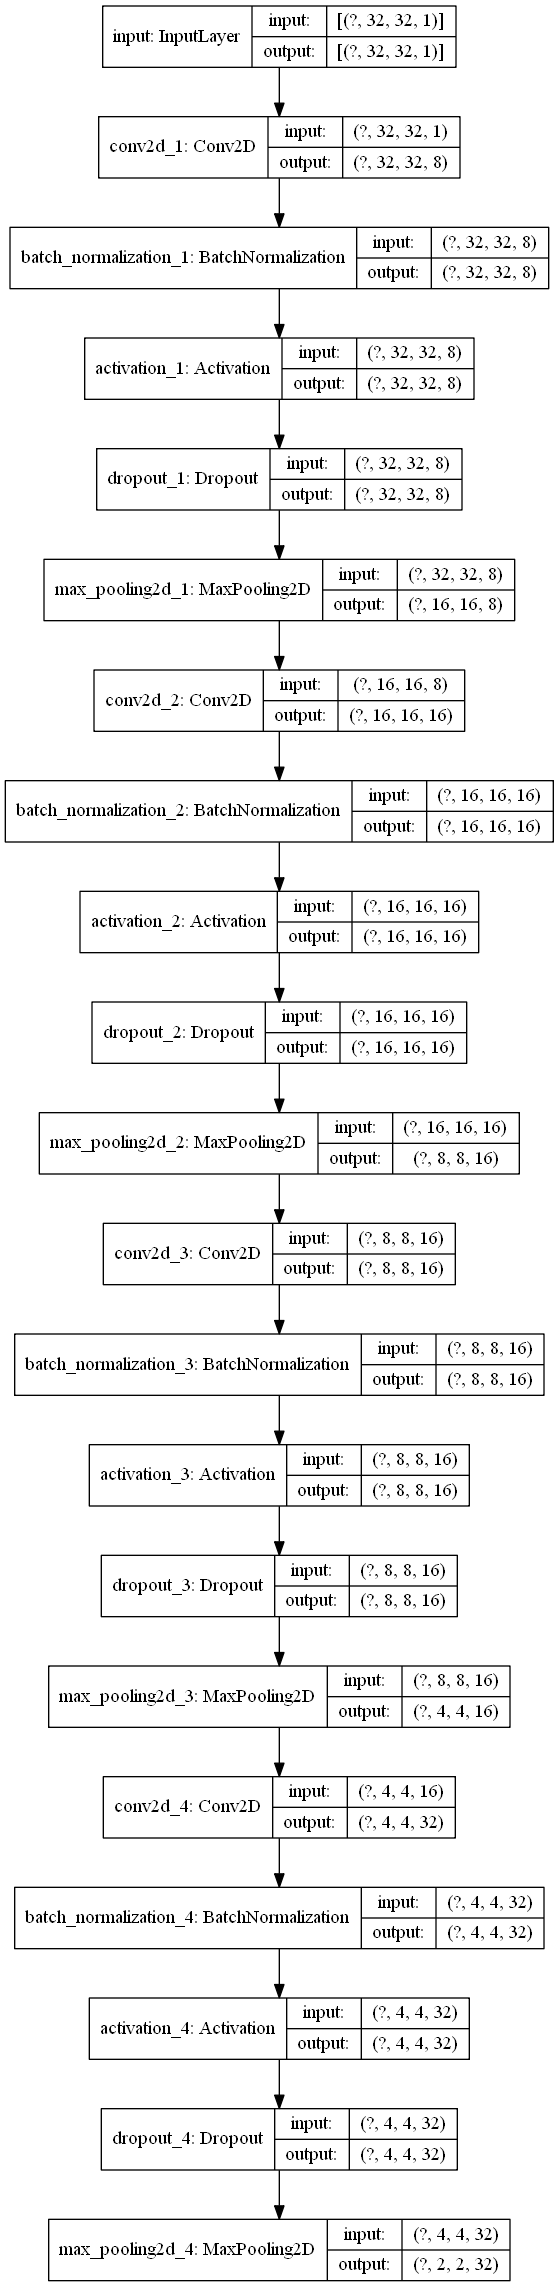 input: InputLayer
input: [(?, 32, 32, 1)]
output: [(?, 32, 32, 1)]
conv2d_1: Conv2D
input: (?, 32, 32, 1)
output: (?, 32, 32, 8)
batch_normalization_1: BatchNormalization
input: (?, 32, 32, 8)
output: (?, 32, 32, 8)
activation_1: Activation
input: (?, 32, 32, 8)
output: (?, 32, 32, 8)
dropout_1: Dropout
input: (?, 32, 32, 8)
output: (?, 32, 32, 8)
max_pooling2d_1: MaxPooling2D
input: (?, 32, 32, 8)
output: (?, 16, 16, 8)
conv2d_2: Conv2D
input: (?, 16, 16, 8)
output: (?, 16, 16, 16)
batch_normalization_2: BatchNormalization
input: (?, 16, 16, 16)
output: (?, 16, 16, 16)
activation_2: Activation
input: (?, 16, 16, 16)
output: (?, 16, 16, 16)
dropout_2: Dropout
input: (?, 16, 16, 16)
output: (?, 16, 16, 16)
max_pooling2d_2: MaxPooling2D
input: (?, 16, 16, 16)
output: (?, 8, 8, 16)
conv2d_3: Conv2D
input: (?, 8, 8, 16)
output: (?, 8, 8, 16)
batch_normalization_3: BatchNormalization
input: (?, 8, 8, 16)
output: (?, 8, 8, 16)
activation_3: Activation
input: (?, 8, 8, 16)
output: (?, 8, 8, 16)
dropout_3: Dropout
input: (?, 8, 8, 16)
output: (?, 8, 8, 16)
max_pooling2d_3: MaxPooling2D
input: (?, 8, 8, 16)
output: (?, 4, 4, 16)
conv2d_4: Conv2D
input: (?, 4, 4, 16)
output: (?, 4, 4, 32)
batch_normalization_4: BatchNormalization
input: (?, 4, 4, 32)
output: (?, 4, 4, 32)
activation_4: Activation
input: (?, 4, 4, 32)
output: (?, 4, 4, 32)
dropout_4: Dropout
input: (?, 4, 4, 32)
output: (?, 4, 4, 32)
max_pooling2d_4: MaxPooling2D
input: (?, 4, 4, 32)
output: (?, 2, 2, 32)